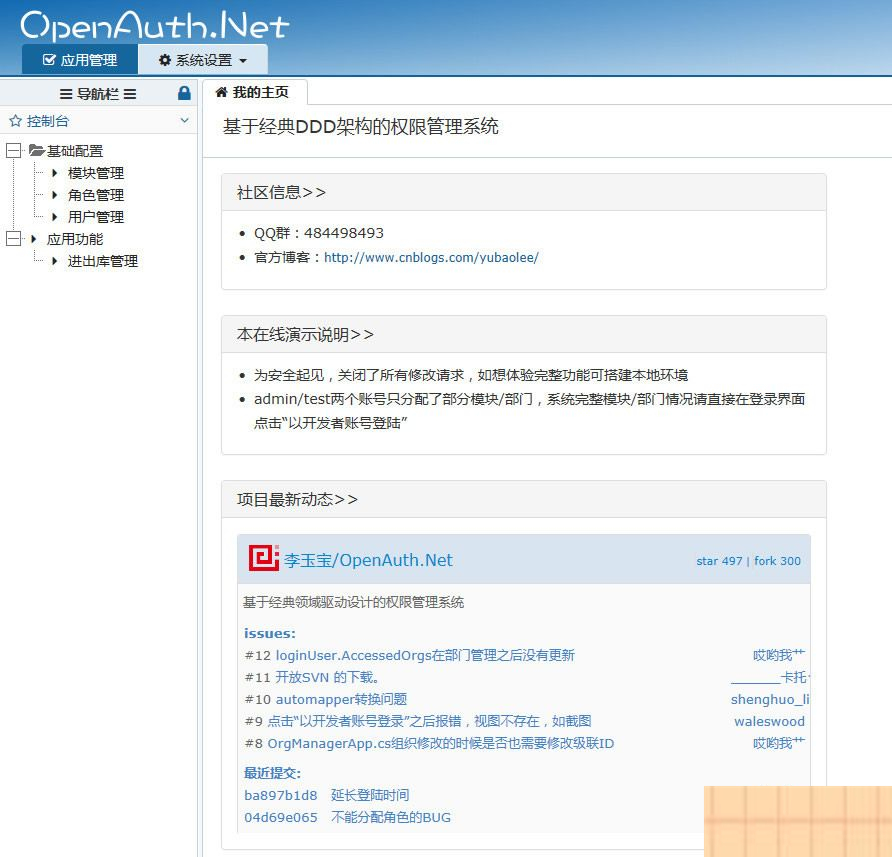 OpenAuth.Net
应用管理 系统设置
导航栏
我的主页
控制台
基础配置
模块管理
角色管理
用户管理
应用功能
进出库管理
基于经典DDD架构的权限管理系统
社区信息>>
QQ群：484498493
官方博客：http://www.cnblogs.com/yubaolee/
本在线演示说明>>
为安全起见，关闭了所有修改请求，如想体验完整功能可搭建本地环境
admin/test两个账号只分配了部分模块/部门，系统完整模块/部门情况请直接在登录界面
点击“以开发者账号登陆”
项目最新动态>>
李玉宝/OpenAuth.Net star 497 | fork 300
基于经典领域驱动设计的权限管理系统
issues:
#12 loginUser.AccessedOrgs在部门管理之后没有更新 哎哟我艹
#11 开放SVN 的下载。 _______卡托
#10 automapper转换问题 shenghuo_li
#9 点击“以开发者账号登录”之后报错，视图不存在，如截图 waleswood
#8 OrgManagerApp.cs组织修改的时候是否也需要修改级联ID 哎哟我艹
最近提交:
ba897b1d8 延长登陆时间
04d69e065 不能分配角色的BUG